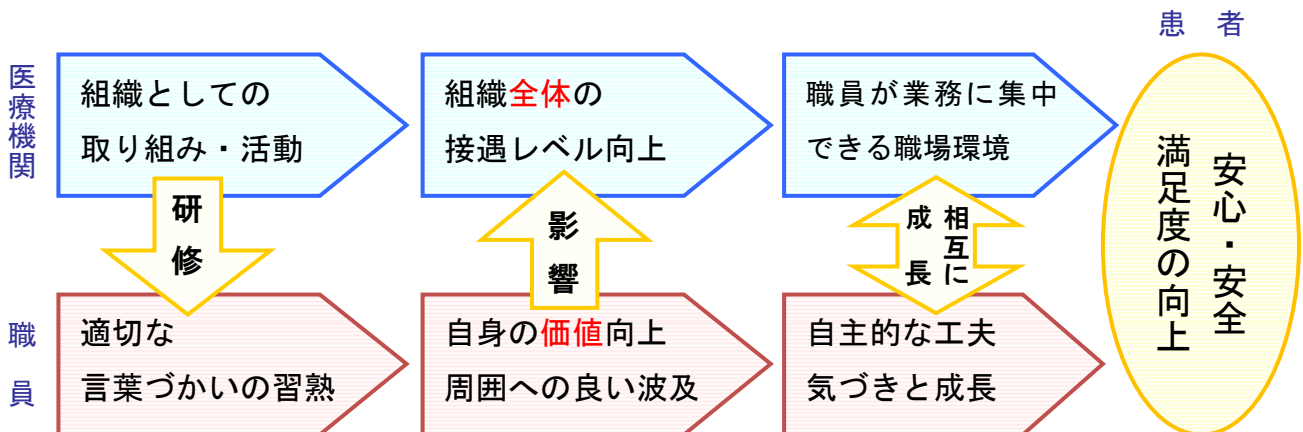 患者
医療機関
組織としての
取り組み・活動
組織全体の
接遇レベル向上
職員が業務に集中
できる職場環境
研修
影響
相互に
成長
職員
適切な
言葉づかいの習熟
自身の価値向上
周囲への良い波及
自主的な工夫
気づきと成長
安心・安全
満足度の向上